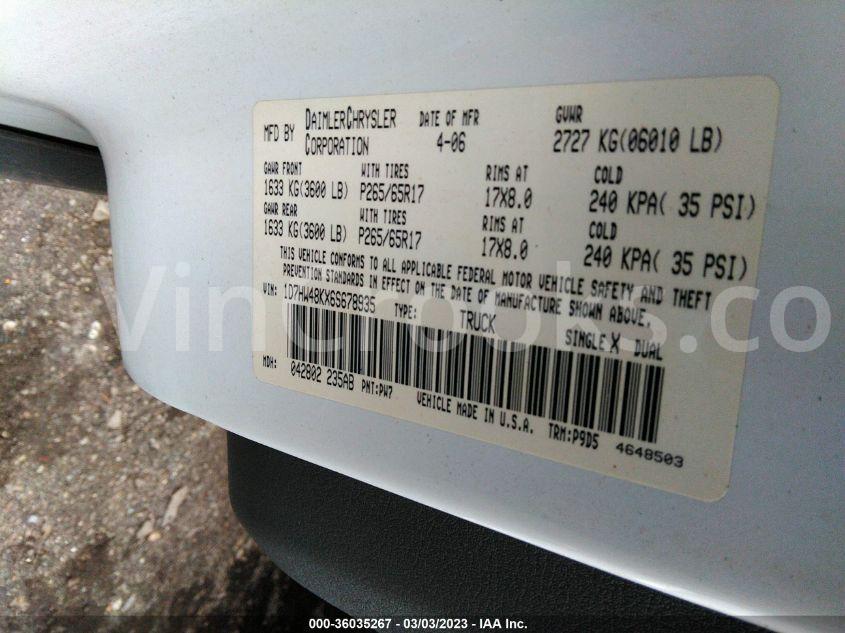 MFD BY DAIMLERCHRYSLER CORPORATION DATE OF MFR 4-06 GVWR 2727 KG(06010 LB)
GAWR FRONT WITH TIRES RIMS AT COLD
1633 KG(3600 LB) P265/65R17 17X8.0 240 KPA( 35 PSI)
GAWR REAR WITH TIRES RIMS AT COLD
1633 KG(3600 LB) P265/65R17 17X8.0 240 KPA( 35 PSI)
THIS VEHICLE CONFORMS TO ALL APPLICABLE FEDERAL MOTOR VEHICLE SAFETY AND THEFT
PREVENTION STANDARDS IN EFFECT ON THE DATE OF MANUFACTURE SHOWN ABOVE.
VIN: 1D7HW48KX6S678935 TYPE: TRUCK SINGLE X DUAL
MDH: 042802 235AB PNT:PW7 VEHICLE MADE IN U.S.A. TRM:P9D5 4648503
VinCrooks.co
000-36035267 - 03/03/2023 - IAA Inc.